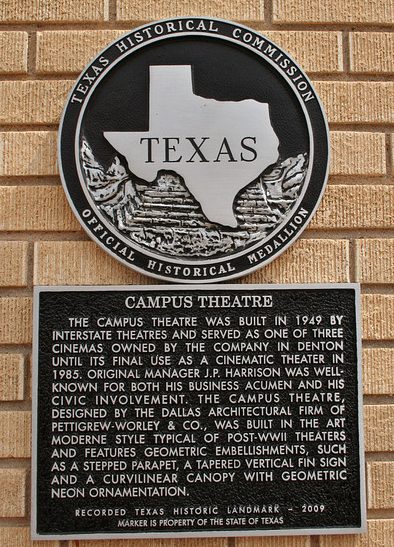 TEXAS HISTORICAL COMMISSION
TEXAS
OFFICIAL HISTORICAL MEDALLION
CAMPUS THEATRE
THE CAMPUS THEATRE WAS BUILT IN 1949 BY
INTERSTATE THEATRES AND SERVED AS ONE OF THREE
CINEMAS OWNED BY THE COMPANY IN DENTON
UNTIL ITS FINAL USE AS A CINEMATIC THEATER IN
1985. ORIGINAL MANAGER J.P. HARRISON WAS WELL-
KNOWN FOR BOTH HIS BUSINESS ACUMEN AND HIS
CIVIC INVOLVEMENT. THE CAMPUS THEATRE,
DESIGNED BY THE DALLAS ARCHITECTURAL FIRM OF
PETTIGREW-WORLEY & CO., WAS BUILT IN THE ART
MODERNE STYLE TYPICAL OF POST-WWII THEATERS
AND FEATURES GEOMETRIC EMBELLISHMENTS, SUCH
AS A STEPPED PARAPET, A TAPERED VERTICAL FIN SIGN
AND A CURVILINEAR CANOPY WITH GEOMETRIC
NEON ORNAMENTATION.
RECORDED TEXAS HISTORIC LANDMARK – 2009
MARKER IS PROPERTY OF THE STATE OF TEXAS